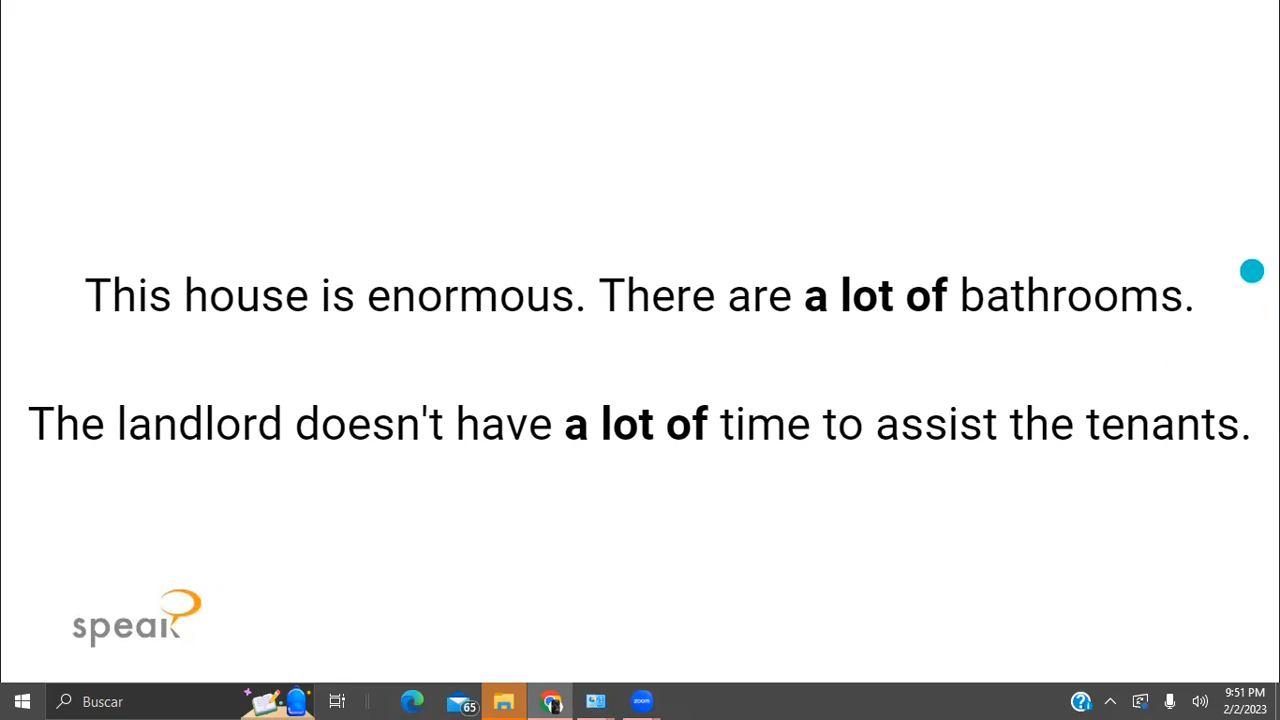 This house is enormous. There are a lot of bathrooms.
The landlord doesn't have a lot of time to assist the tenants.
speak
Buscar
65
zoom
9:51 PM
2/2/2023